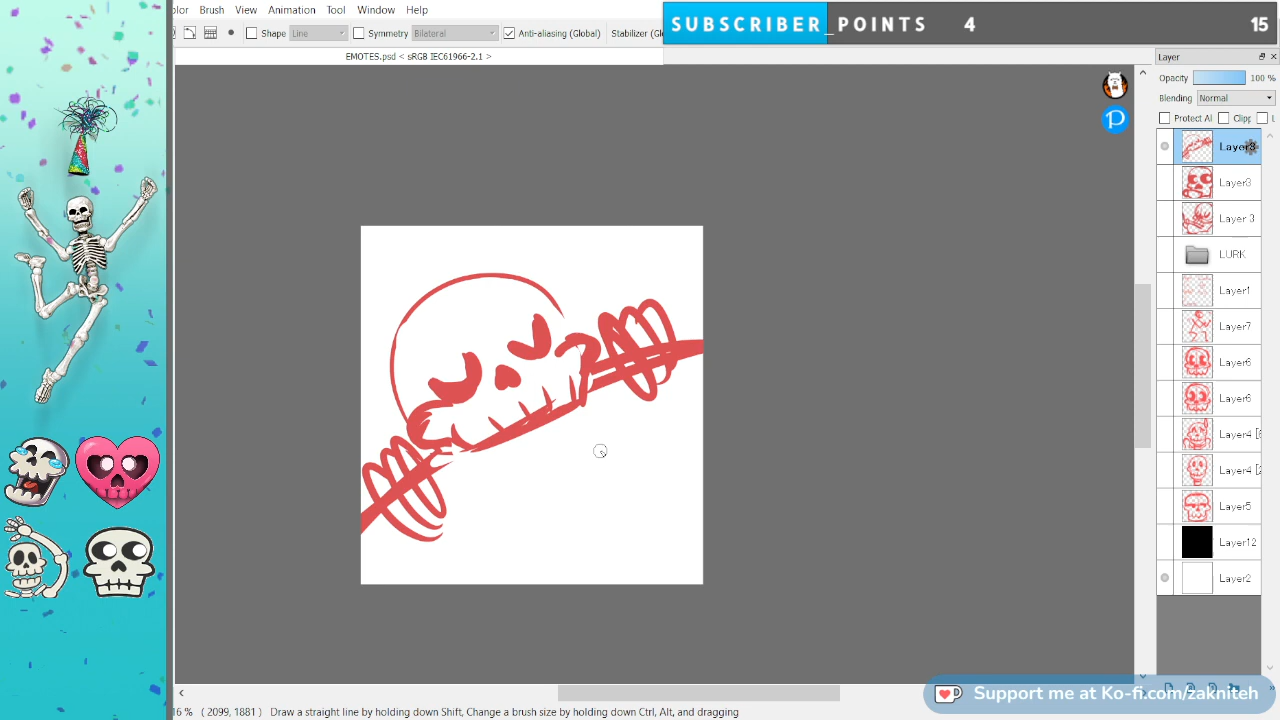 olor Brush View Animation Tool Window Help
SUBSCRIBER_POINTS 4 15
Shape Line Symmetry Bilateral Anti-aliasing (Global) Stabilizer (Gl
EMOTES.psd < sRGB IEC61966-2.1 >
Layer
Opacity 100 %
Blending Normal
Protect Al Clipp L
Layer3
Layer3
Layer 3
LURK
Layer1
Layer7
Layer6
Layer6
Layer4
Layer4
Layer5
Layer12
Layer2
Support me at Ko-fi.com/zakniteh
16 % ( 2099, 1881 ) Draw a straight line by holding down Shift, Change a brush size by holding down Ctrl, Alt, and dragging